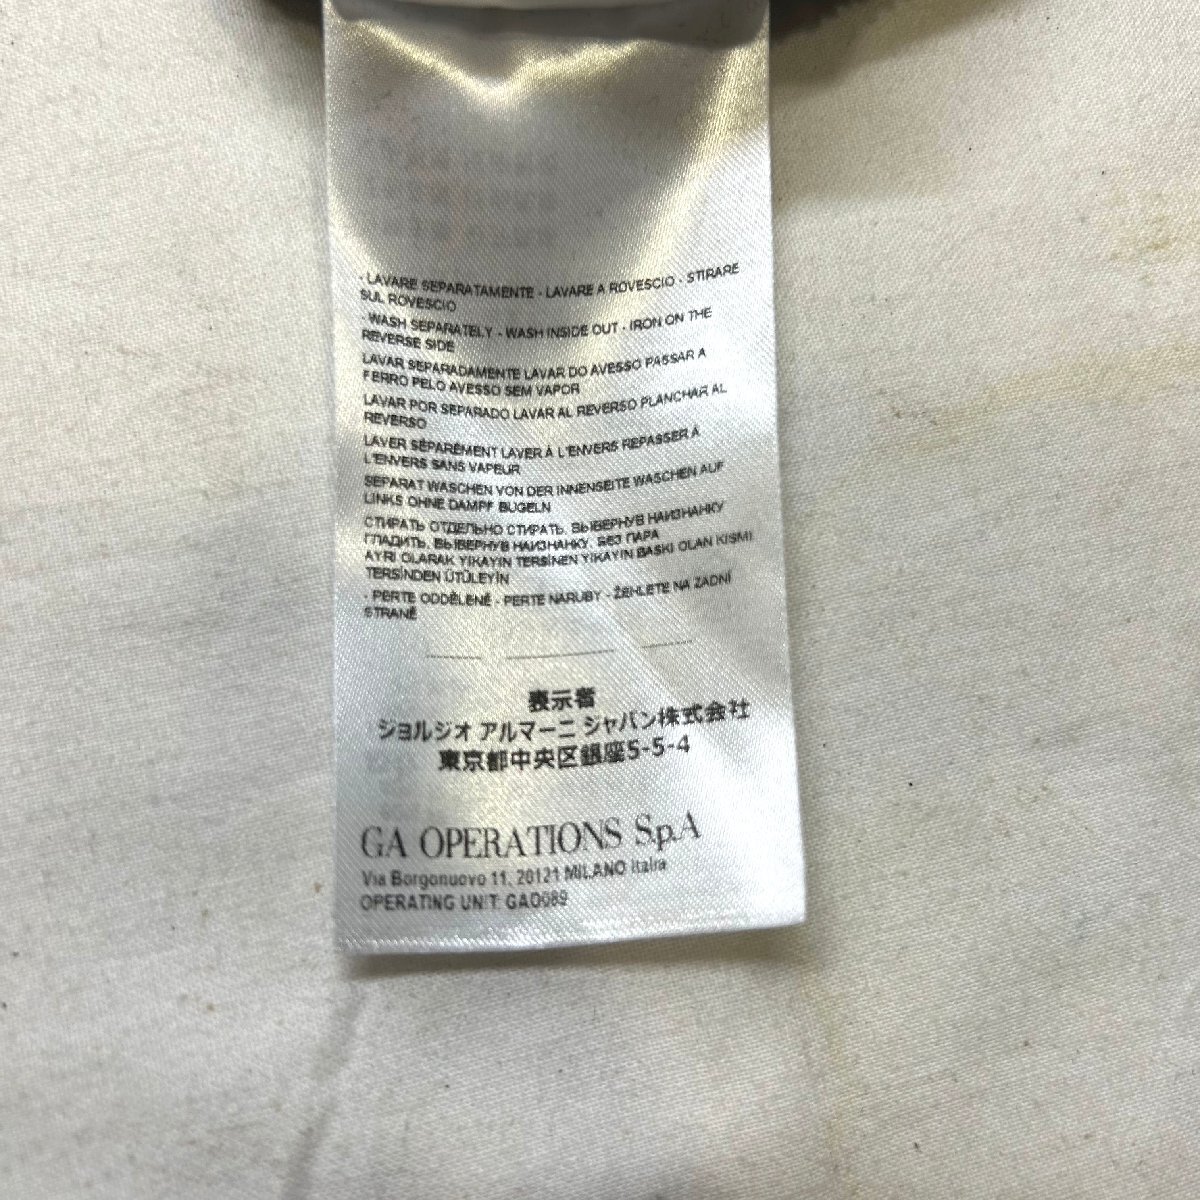 · LAVARE SEPARATAMENTE - LAVARE A ROVESCIO - STIRARE
SUL ROVESCIO
· WASH SEPARATELY - WASH INSIDE OUT - IRON ON THE
REVERSE SIDE
LAVAR SEPARADAMENTE LAVAR DO AVESSO PASSAR A
FERRO PELO AVESSO SEM VAPOR
LAVAR POR SEPARADO LAVAR AL REVERSO PLANCHAR AL
REVERSO
LAVER SÉPARÉMENT LAVER À L'ENVERS REPASSER À
L'ENVERS SANS VAPEUR
SEPARAT WASCHEN VON DER INNENSEITE WASCHEN AUF
LINKS OHNE DAMPF BÜGELN
СТИРАТЬ ОТДЕЛЬНО СТИРАТЬ, ВЫВЕРНУВ НАИЗНАНКУ
ГЛАДИТЬ, ВЫВЕРНУВ НАИЗНАНКУ, БЕЗ ПАРА
AYRI OLARAK YIKAYIN TERSİNEN YIKAYIN BASKI OLAN KISMI
TERSİNDEN ÜTÜLEYİN
· PERTE ODDĚLENĚ - PERTE NARUBY - ŽEHLETE NA ZADNÍ
STRANĚ
表示者
ジョルジオ アルマーニ ジャパン株式会社
東京都中央区銀座5-5-4
GA OPERATIONS S.p.A
Via Borgonuovo 11, 20121 MILANO Italia
OPERATING UNIT: GAO089